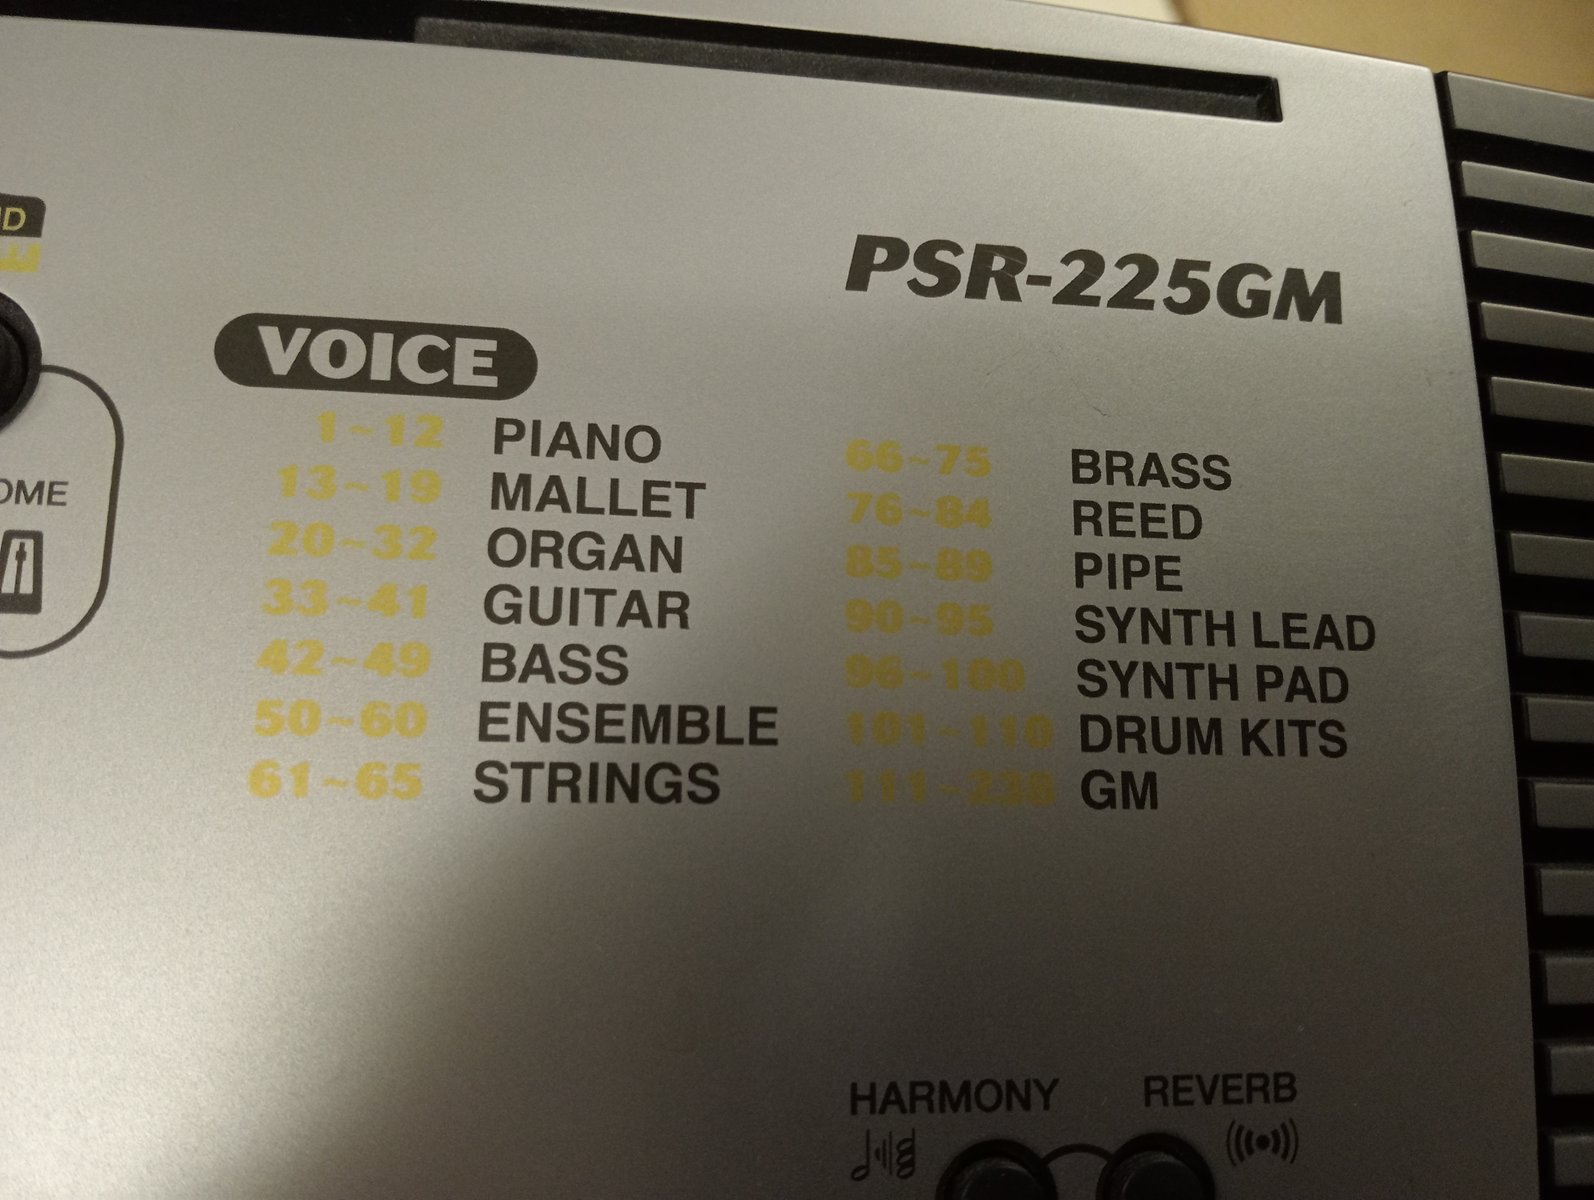 PSR-225GM
VOICE
1~12 PIANO
13~19 MALLET
20~32 ORGAN
33~41 GUITAR
42~49 BASS
50~60 ENSEMBLE
61~65 STRINGS
66~75 BRASS
76~84 REED
85~89 PIPE
90~95 SYNTH LEAD
96~100 SYNTH PAD
101~110 DRUM KITS
111~238 GM
OME
HARMONY
REVERB